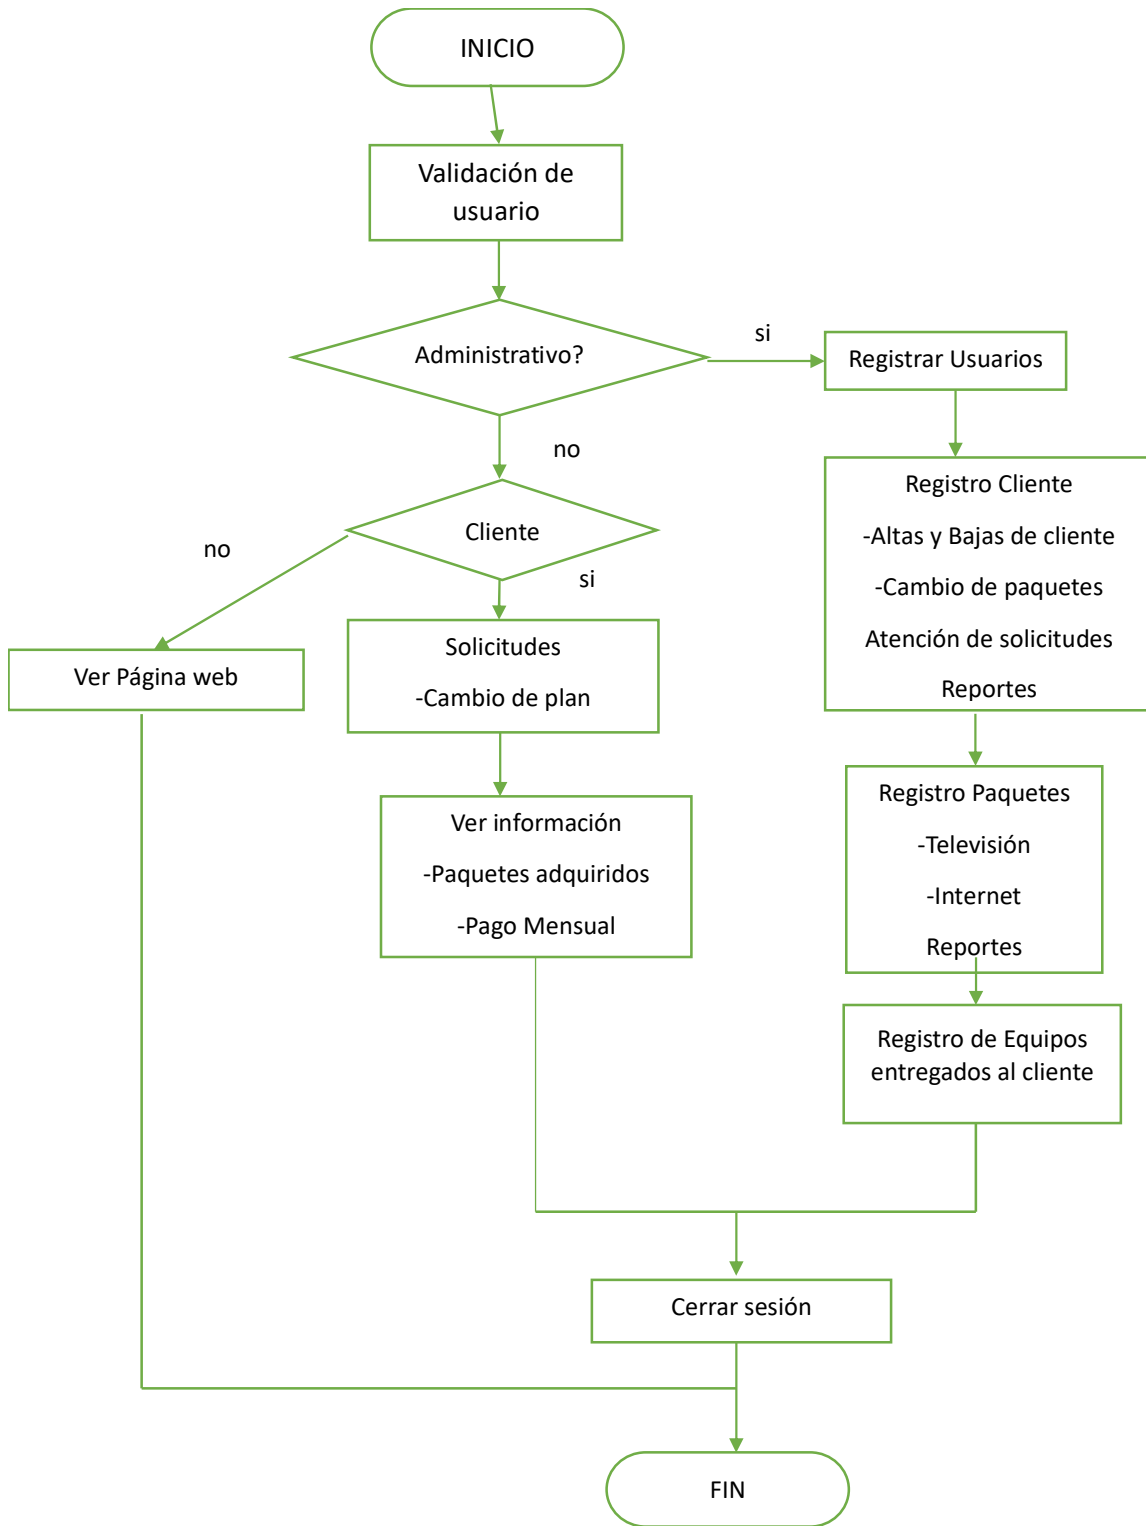 INICIO
Validación de
usuario
Administrativo?
si
Registrar Usuarios
no
Cliente
no
si
Registro Cliente
-Altas y Bajas de cliente
-Cambio de paquetes
Atención de solicitudes
Reportes
Ver Página web
Solicitudes
-Cambio de plan
Ver información
-Paquetes adquiridos
-Pago Mensual
Registro Paquetes
-Televisión
-Internet
Reportes
Registro de Equipos
entregados al cliente
Cerrar sesión
FIN